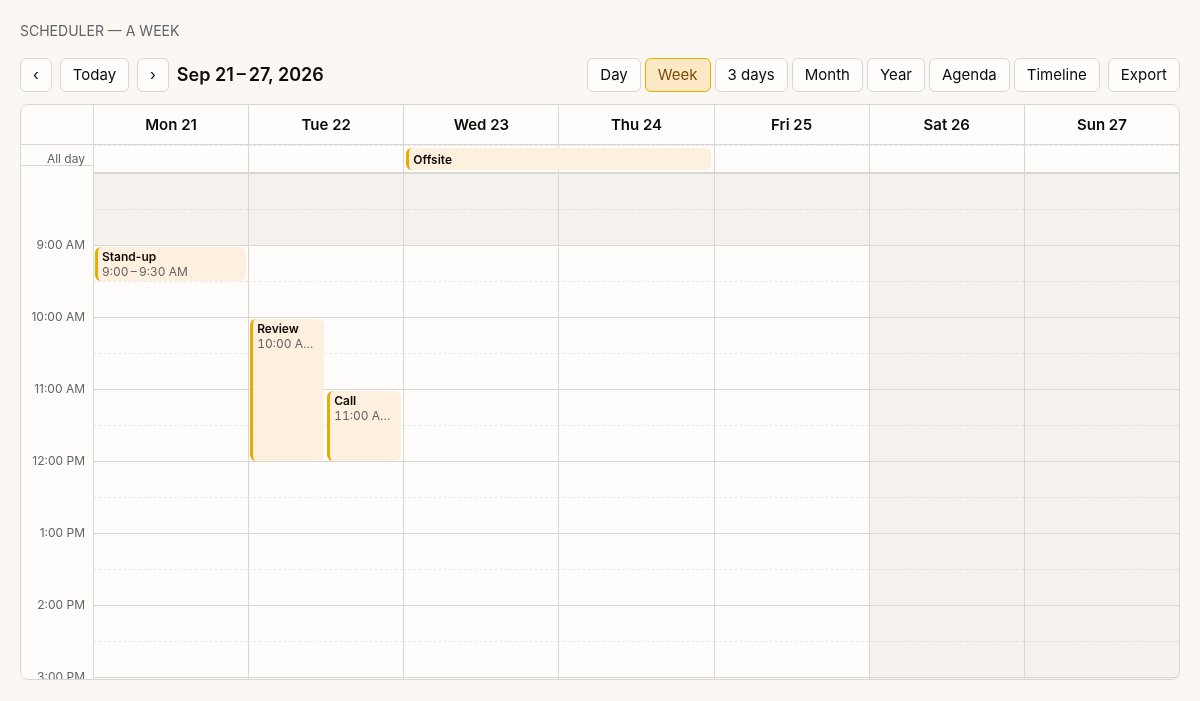 SCHEDULER — A WEEK
‹ Today › Sep 21 – 27, 2026 Day Week 3 days Month Year Agenda Timeline Export
Mon 21 Tue 22 Wed 23 Thu 24 Fri 25 Sat 26 Sun 27
All day Offsite
9:00 AM
Stand-up
9:00 – 9:30 AM
10:00 AM
Review
10:00 A…
11:00 AM
Call
11:00 A…
12:00 PM
1:00 PM
2:00 PM
3:00 PM